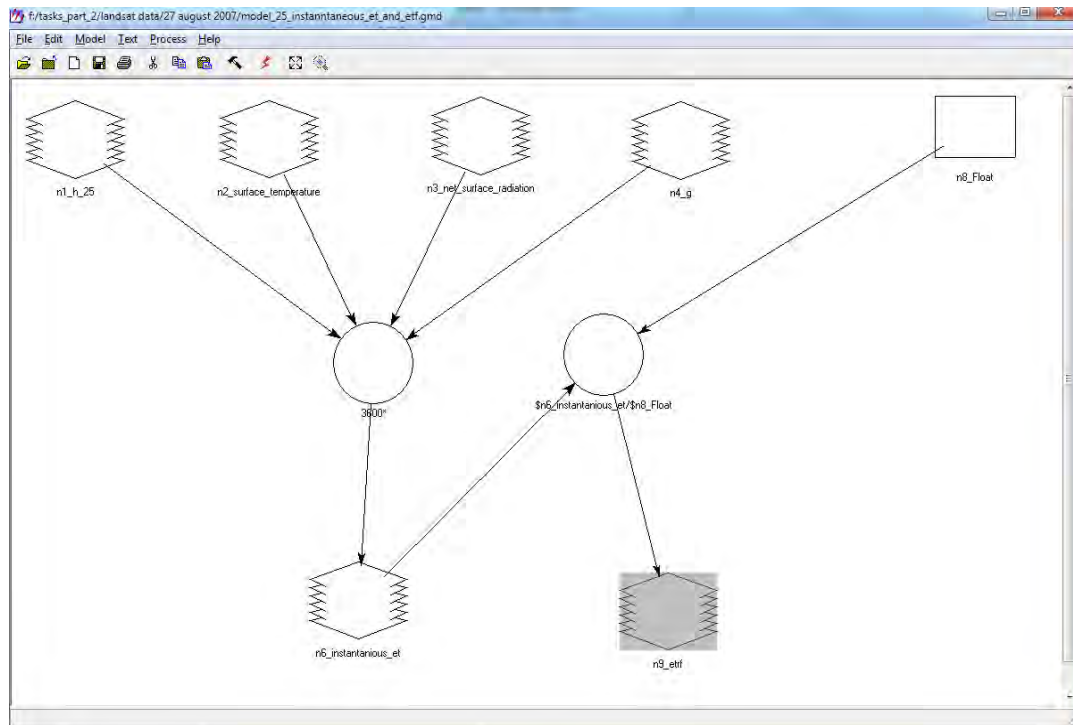 f:/tasks_part_2/landsat data/27 august 2007/model_25_instanntaneous_et_and_etf.gmd
File Edit Model Text Process Help
n1_h_25
n2_surface_temperature
n3_net_surface_radiation
n4_g
n8_Float
3600*
$n6_instantanious_et/$n8_Float
n6_instantanious_et
n9_etrf